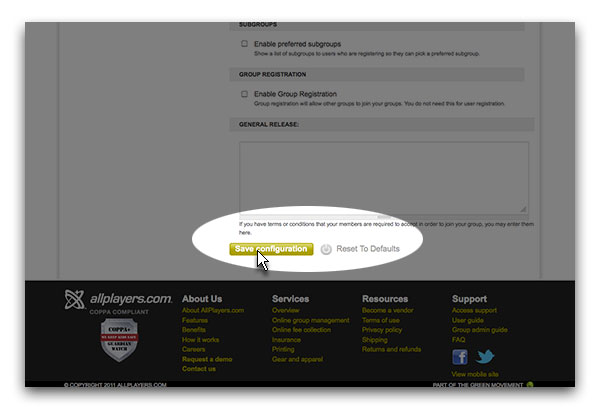 SUBGROUPS
Enable preferred subgroups
Show a list of subgroups to users who are registering so they can pick a preferred subgroup.
GROUP REGISTRATION
Enable Group Registration
Group registration will allow other groups to join your groups. You do not need this for user registration.
GENERAL RELEASE:
If you have terms or conditions that your members are required to accept in order to join your group, you may enter them
here.
Save configuration Reset To Defaults
allplayers.com
COPPA COMPLIANT
COPPA+
WE KEEP KIDS SAFE
GUARDIAN
WATCH
About Us
About AllPlayers.com
Features
Benefits
How it works
Careers
Request a demo
Contact us
Services
Overview
Online group management
Online fee collection
Insurance
Printing
Gear and apparel
Resources
Become a vendor
Terms of use
Privacy policy
Shipping
Returns and refunds
Support
Access support
User guide
Group admin guide
FAQ
View mobile site
© COPYRIGHT 2011 ALLPLAYERS.COM PART OF THE GREEN MOVEMENT.